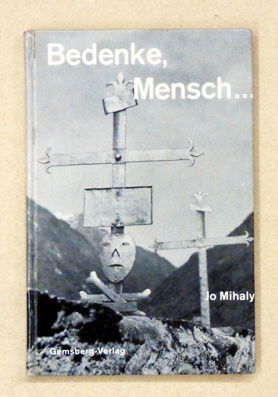 Bedenke,
Mensch...
Jo Mihaly
Gemsberg-Verlag